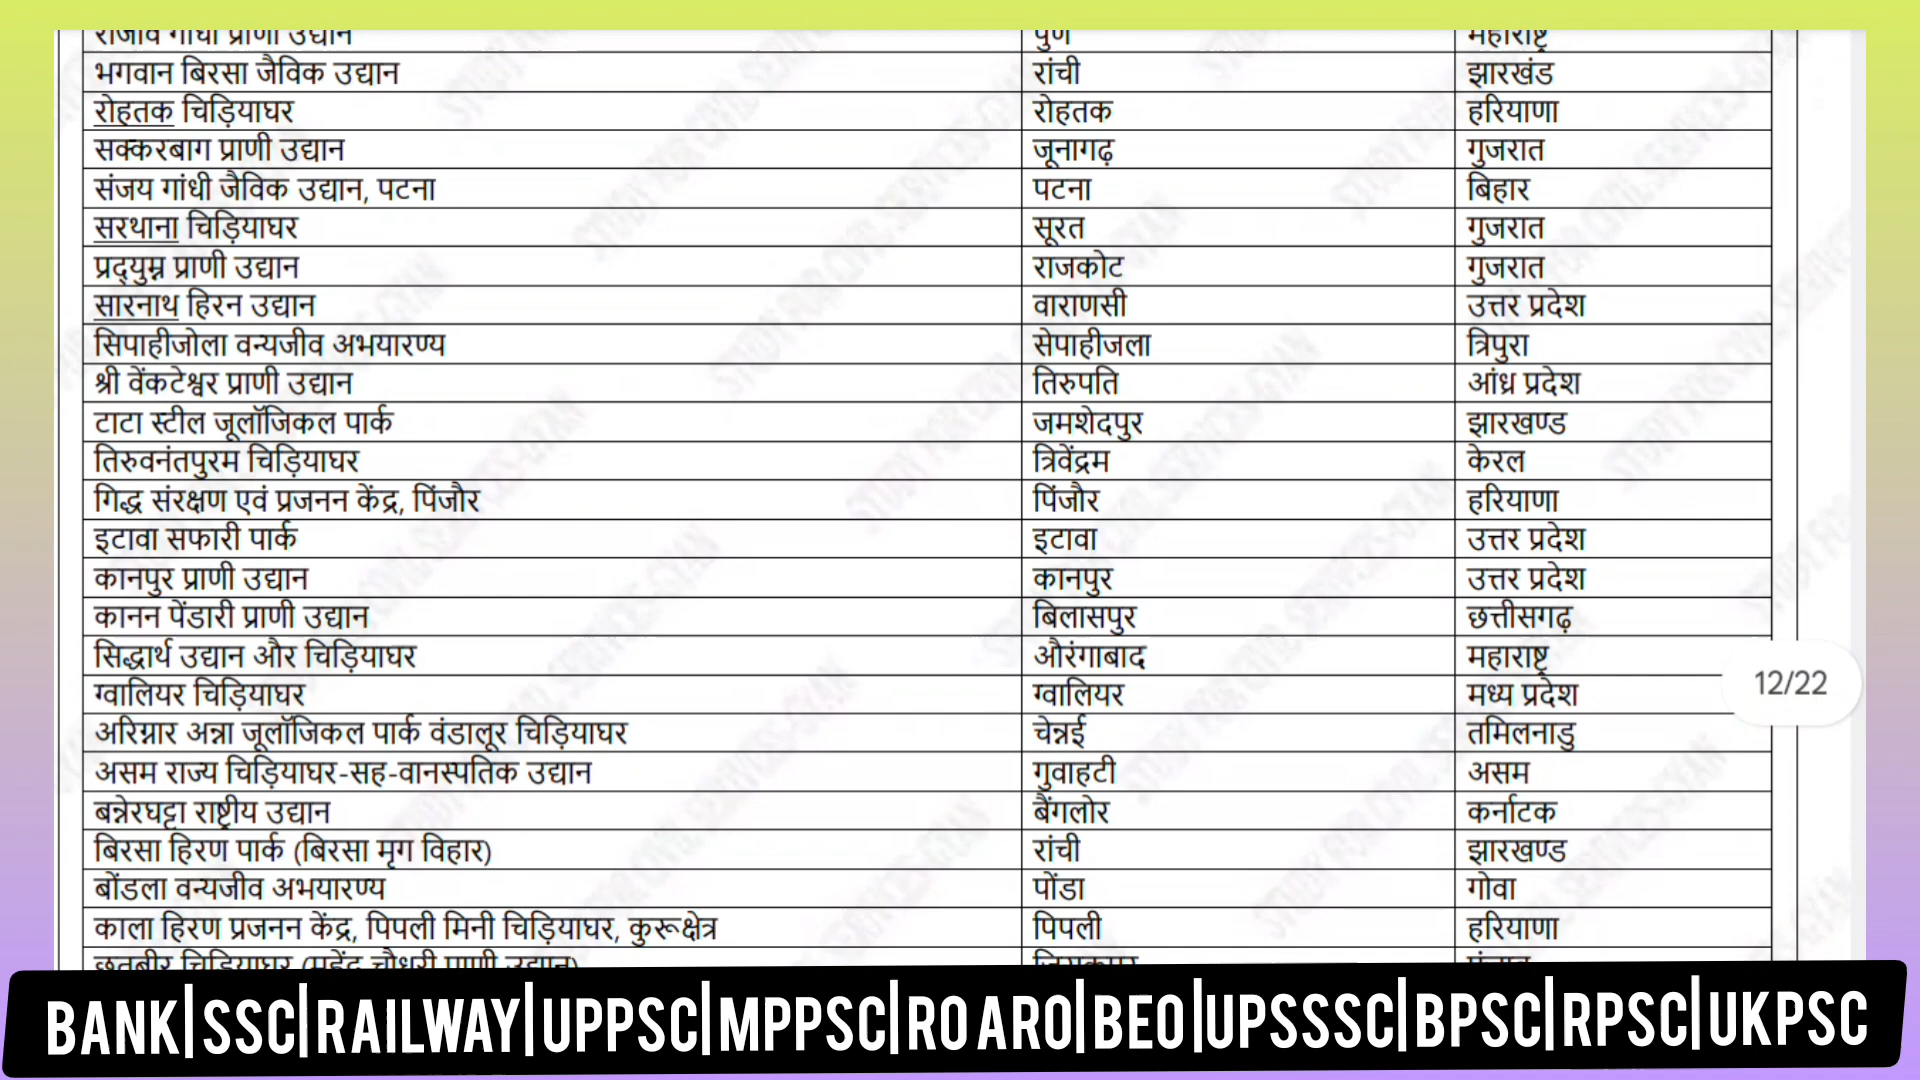 राजीव गांधी प्राणी उद्यान पुणे महाराष्ट्र
भगवान बिरसा जैविक उद्यान रांची झारखंड
रोहतक चिड़ियाघर रोहतक हरियाणा
सक्करबाग प्राणी उद्यान जूनागढ़ गुजरात
संजय गांधी जैविक उद्यान, पटना पटना बिहार
सरथाना चिड़ियाघर सूरत गुजरात
प्रद्युम्न प्राणी उद्यान राजकोट गुजरात
सारनाथ हिरन उद्यान वाराणसी उत्तर प्रदेश
सिपाहीजोला वन्यजीव अभयारण्य सेपाहीजला त्रिपुरा
श्री वेंकटेश्वर प्राणी उद्यान तिरुपति आंध्र प्रदेश
टाटा स्टील जूलॉजिकल पार्क जमशेदपुर झारखण्ड
तिरुवनंतपुरम चिड़ियाघर त्रिवेंद्रम केरल
गिद्ध संरक्षण एवं प्रजनन केंद्र, पिंजौर पिंजौर हरियाणा
इटावा सफारी पार्क इटावा उत्तर प्रदेश
कानपुर प्राणी उद्यान कानपुर उत्तर प्रदेश
कानन पेंडारी प्राणी उद्यान बिलासपुर छत्तीसगढ़
सिद्धार्थ उद्यान और चिड़ियाघर औरंगाबाद महाराष्ट्र
12/22
ग्वालियर चिड़ियाघर ग्वालियर मध्य प्रदेश
अरिग्नार अन्ना जूलॉजिकल पार्क वंडालूर चिड़ियाघर चेन्नई तमिलनाडु
असम राज्य चिड़ियाघर-सह-वानस्पतिक उद्यान गुवाहटी असम
बन्नेरघट्टा राष्ट्रीय उद्यान बैंगलोर कर्नाटक
बिरसा हिरण पार्क (बिरसा मृग विहार) रांची झारखण्ड
बोंडला वन्यजीव अभयारण्य पोंडा गोवा
काला हिरण प्रजनन केंद्र, पिपली मिनी चिड़ियाघर, कुरूक्षेत्र पिपली हरियाणा
छतबीर चिड़ियाघर (महेंद्र चौधरी प्राणी उद्यान)
BANK|SSC|RAILWAY|UPPSC|MPPSC|RO ARO|BEO|UPSSSC|BPSC|RPSC|UKPSC